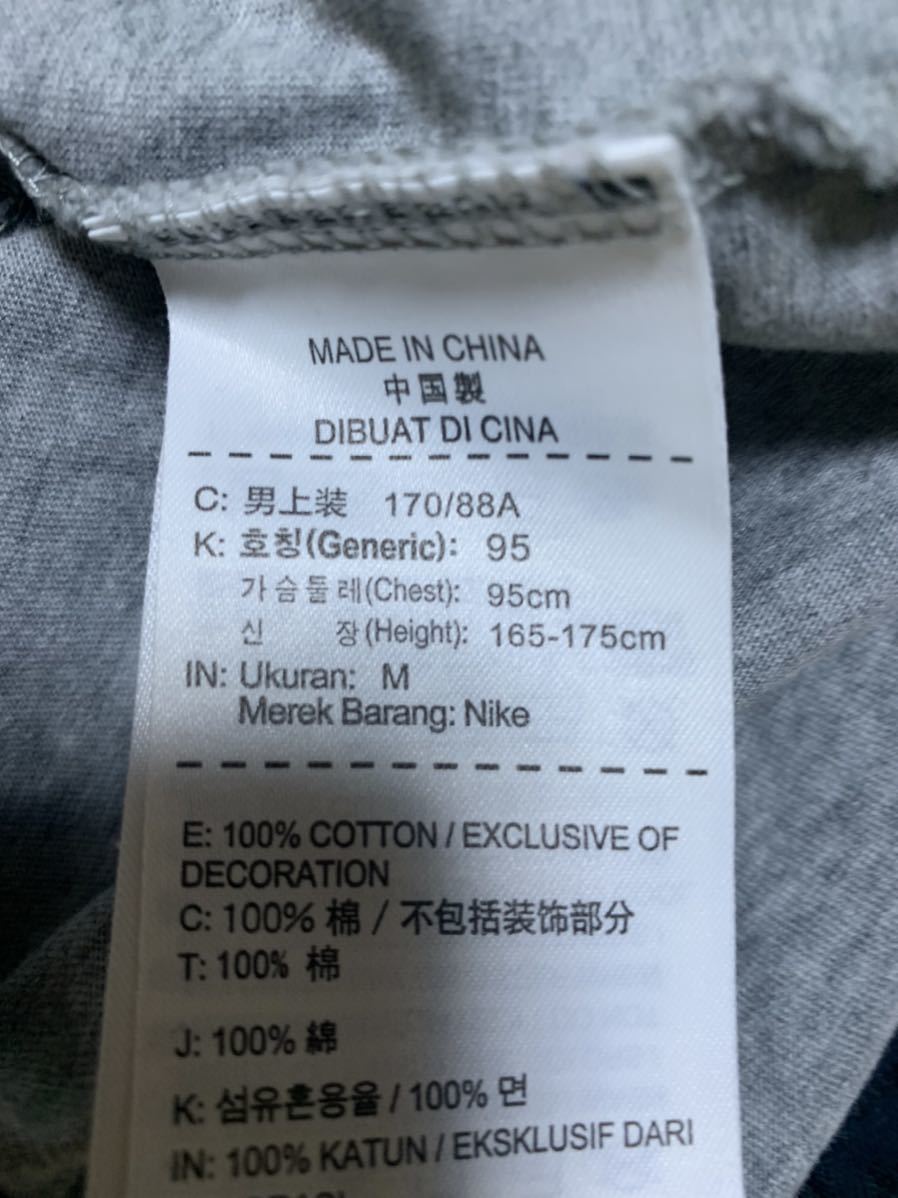 MADE IN CHINA
中国製
DIBUAT DI CINA
C: 男上装 170/88A
K: 호칭(Generic): 95
가슴둘레(Chest): 95cm
신 장(Height): 165-175cm
IN: Ukuran: M
Merek Barang: Nike
E: 100% COTTON / EXCLUSIVE OF
DECORATION
C: 100% 棉 / 不包括装饰部分
T: 100% 棉
J: 100% 綿
K: 섬유혼용율 / 100% 면
IN: 100% KATUN / EKSKLUSIF DARI